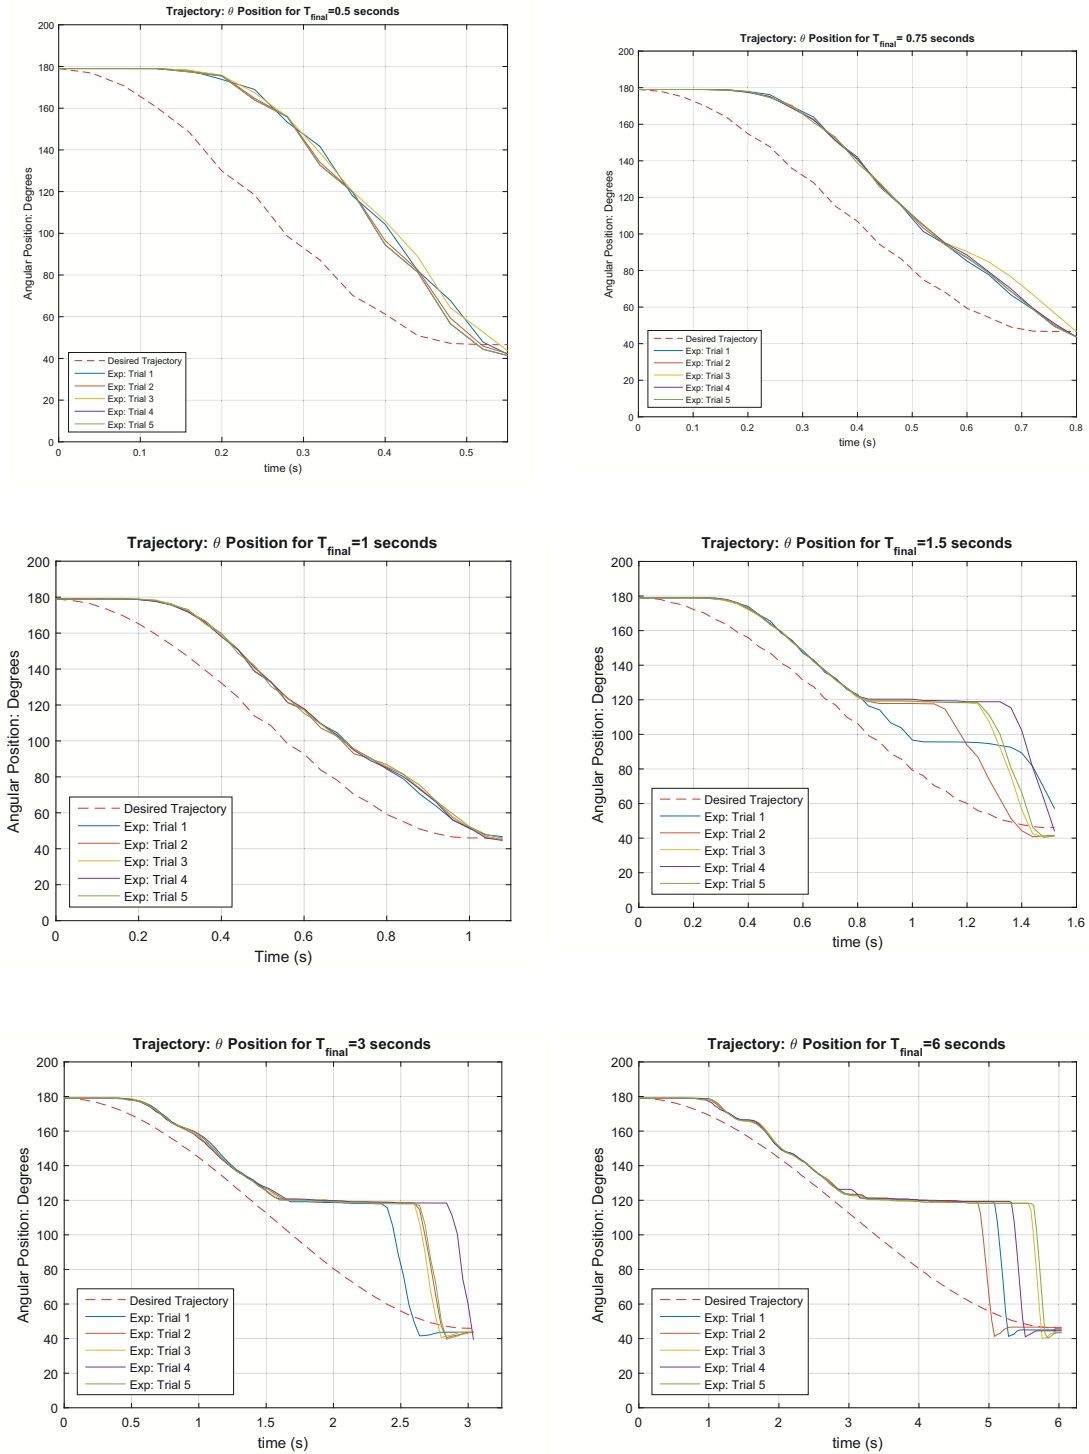 Trajectory: θ Position for T_final=0.5 seconds
200
180
160
140
120
100
80
60
40
20
0
Angular Position: Degrees
Desired Trajectory
Exp: Trial 1
Exp: Trial 2
Exp: Trial 3
Exp: Trial 4
Exp: Trial 5
0 0.1 0.2 0.3 0.4 0.5
time (s)
Trajectory: θ Position for T_final= 0.75 seconds
200
180
160
140
120
100
80
60
40
20
0
Angular Position: Degrees
Desired Trajectory
Exp: Trial 1
Exp: Trial 2
Exp: Trial 3
Exp: Trial 4
Exp: Trial 5
0 0.1 0.2 0.3 0.4 0.5 0.6 0.7 0.8
time (s)
Trajectory: θ Position for T_final=1 seconds
200
180
160
140
120
100
80
60
40
20
0
Angular Position: Degrees
Desired Trajectory
Exp: Trial 1
Exp: Trial 2
Exp: Trial 3
Exp: Trial 4
Exp: Trial 5
0 0.2 0.4 0.6 0.8 1
Time (s)
Trajectory: θ Position for T_final=1.5 seconds
200
180
160
140
120
100
80
60
40
20
0
Angular Position: Degrees
Desired Trajectory
Exp: Trial 1
Exp: Trial 2
Exp: Trial 3
Exp: Trial 4
Exp: Trial 5
0 0.2 0.4 0.6 0.8 1 1.2 1.4 1.6
time (s)
Trajectory: θ Position for T_final=3 seconds
200
180
160
140
120
100
80
60
40
20
0
Angular Position: Degrees
Desired Trajectory
Exp: Trial 1
Exp: Trial 2
Exp: Trial 3
Exp: Trial 4
Exp: Trial 5
0 0.5 1 1.5 2 2.5 3
time (s)
Trajectory: θ Position for T_final=6 seconds
200
180
160
140
120
100
80
60
40
20
0
Angular Position: Degrees
Desired Trajectory
Exp: Trial 1
Exp: Trial 2
Exp: Trial 3
Exp: Trial 4
Exp: Trial 5
0 1 2 3 4 5 6
time (s)